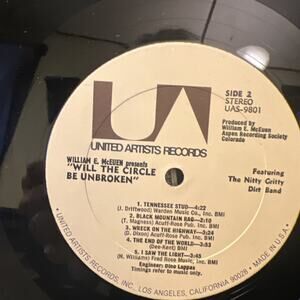 UA
SIDE 2
STEREO
UAS-9801
UNITED ARTISTS RECORDS
Produced by
William E. McEuen
Aspen Recording Society
Colorado
WILLIAM E. McEUEN presents
"WILL THE CIRCLE
BE UNBROKEN"
Featuring
The Nitty Gritty
Dirt Band
1. TENNESSEE STUD—4:22
(J. Driftwood) Warden Music Co., Inc. BMI
2. BLACK MOUNTAIN RAG—2:10
(T. Magness) Acuff-Rose Pub. Inc. BMI
3. WRECK ON THE HIGHWAY—3:24
(D. Dixon) Acuff-Rose Pub. Inc. BMI
4. THE END OF THE WORLD—3:53
(Dee-Kent) BMI
5. I SAW THE LIGHT—3:45
(H. Williams) Fred Rose Music, Inc. BMI
Engineer: Dino Lappas
Timings refer to music only.
UNITED ARTISTS RECORDS, INC., LOS ANGELES, CALIFORNIA 90028 • MADE IN U.S.A.